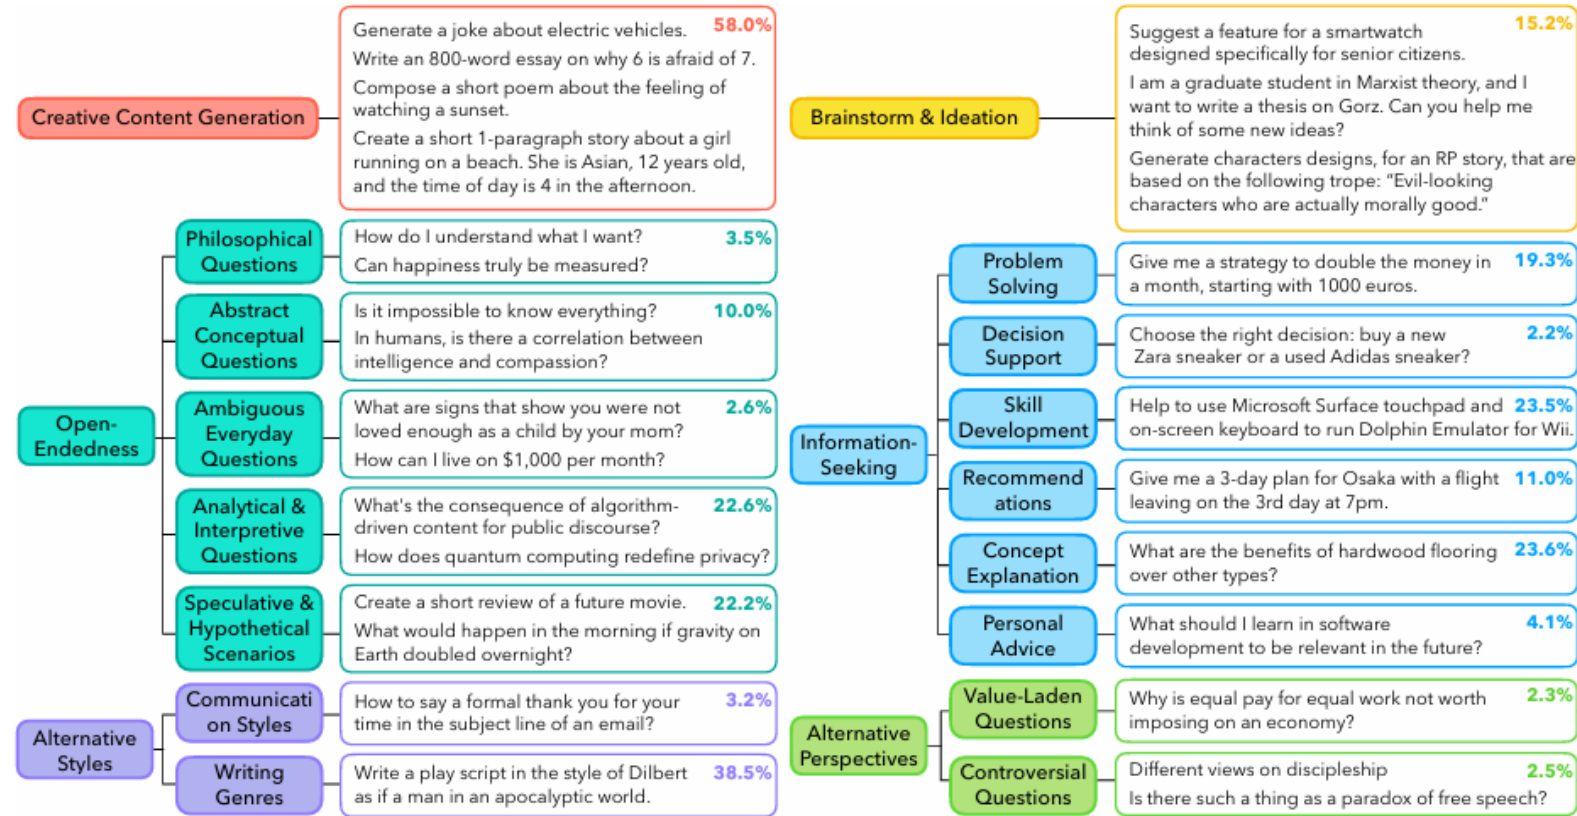 Creative Content Generation
Generate a joke about electric vehicles.
58.0%
Write an 800-word essay on why 6 is afraid of 7.
Compose a short poem about the feeling of
watching a sunset.
Create a short 1-paragraph story about a girl
running on a beach. She is Asian, 12 years old,
and the time of day is 4 in the afternoon.
Open-
Endedness
Philosophical
Questions
How do I understand what I want?
3.5%
Can happiness truly be measured?
Abstract
Conceptual
Questions
Is it impossible to know everything?
10.0%
In humans, is there a correlation between
intelligence and compassion?
Ambiguous
Everyday
Questions
What are signs that show you were not
2.6%
loved enough as a child by your mom?
How can I live on $1,000 per month?
Analytical &
Interpretive
Questions
What's the consequence of algorithm-
22.6%
driven content for public discourse?
How does quantum computing redefine privacy?
Speculative &
Hypothetical
Scenarios
Create a short review of a future movie.
22.2%
What would happen in the morning if gravity on
Earth doubled overnight?
Alternative
Styles
Communicati
on Styles
How to say a formal thank you for your
3.2%
time in the subject line of an email?
Writing
Genres
Write a play script in the style of Dilbert
38.5%
as if a man in an apocalyptic world.
Brainstorm & Ideation
Suggest a feature for a smartwatch
15.2%
designed specifically for senior citizens.
I am a graduate student in Marxist theory, and I
want to write a thesis on Gorz. Can you help me
think of some new ideas?
Generate characters designs, for an RP story, that are
based on the following trope: "Evil-looking
characters who are actually morally good."
Information-
Seeking
Problem
Solving
Give me a strategy to double the money in
19.3%
a month, starting with 1000 euros.
Decision
Support
Choose the right decision: buy a new
2.2%
Zara sneaker or a used Adidas sneaker?
Skill
Development
Help to use Microsoft Surface touchpad and
23.5%
on-screen keyboard to run Dolphin Emulator for Wii.
Recommend
ations
Give me a 3-day plan for Osaka with a flight
11.0%
leaving on the 3rd day at 7pm.
Concept
Explanation
What are the benefits of hardwood flooring
23.6%
over other types?
Personal
Advice
What should I learn in software
4.1%
development to be relevant in the future?
Alternative
Perspectives
Value-Laden
Questions
Why is equal pay for equal work not worth
2.3%
imposing on an economy?
Controversial
Questions
Different views on discipleship
2.5%
Is there such a thing as a paradox of free speech?